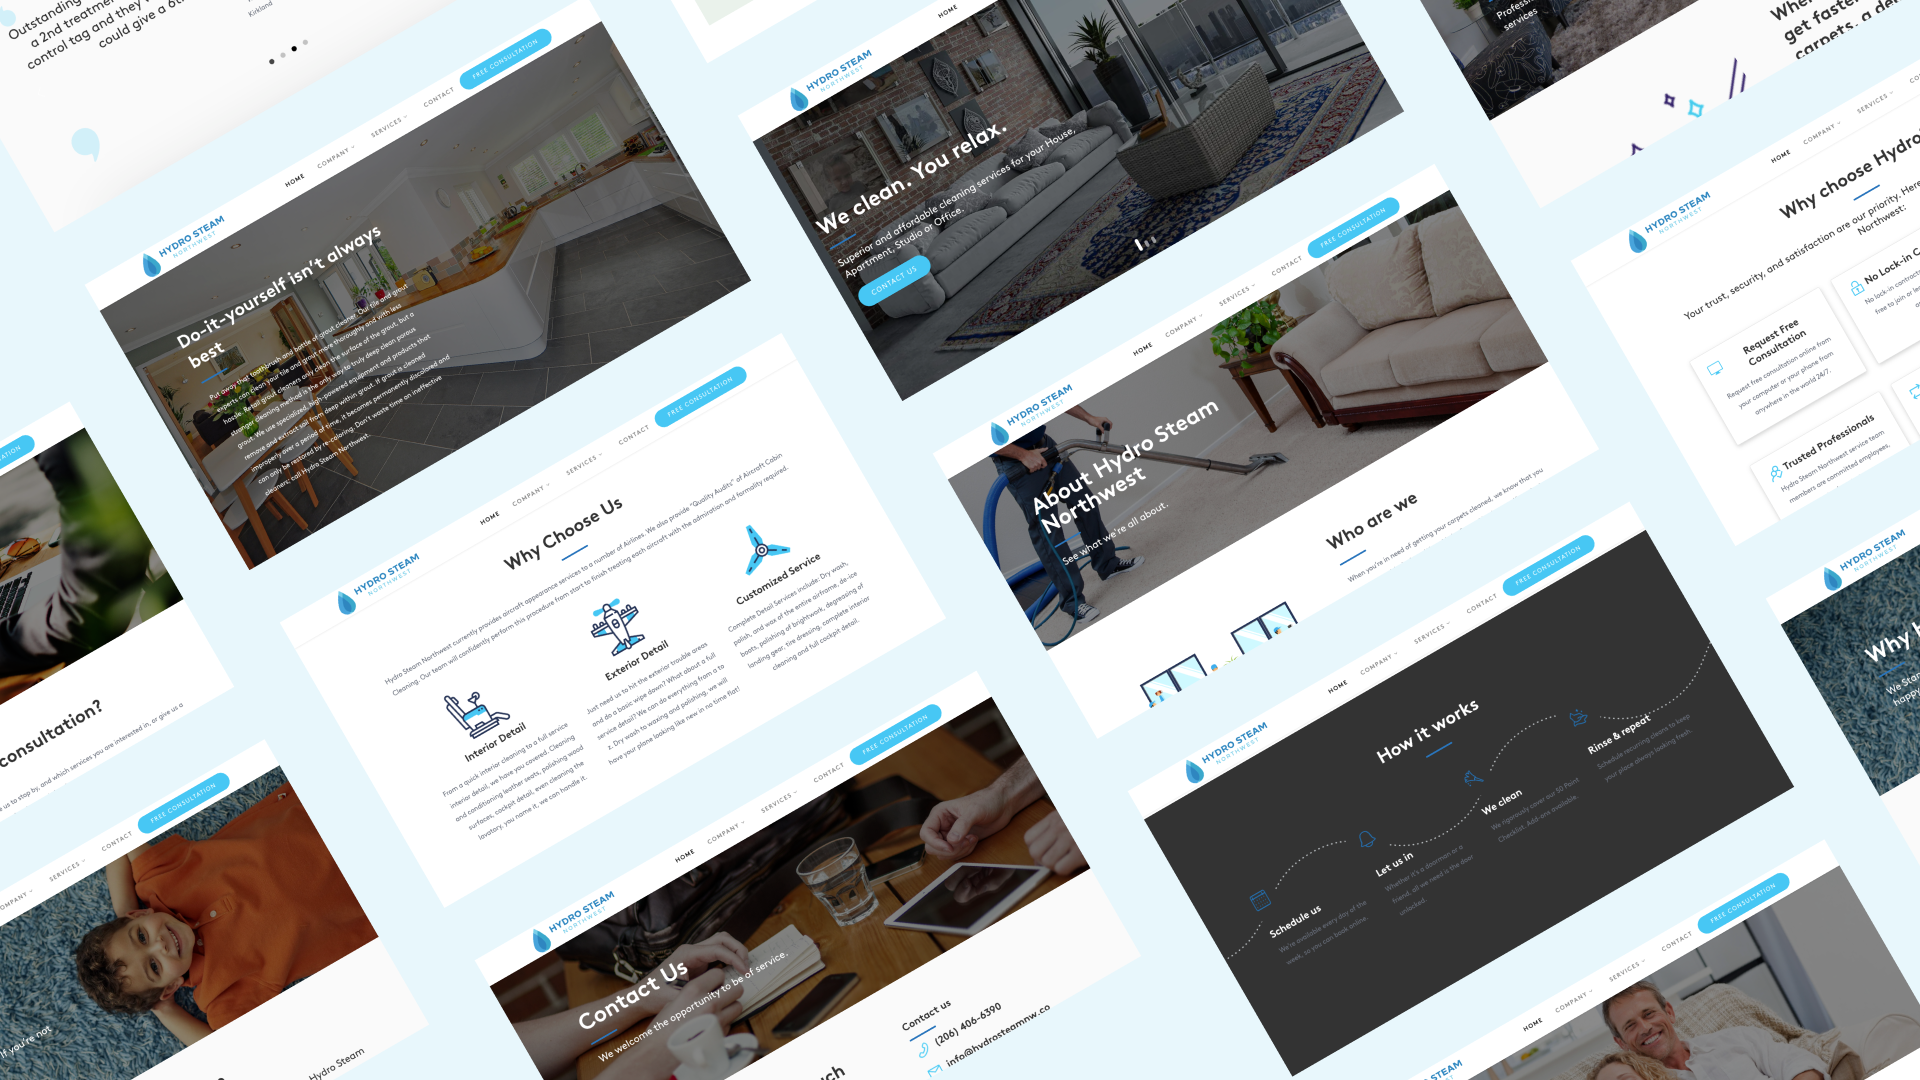 Outstanding
a 2nd treatment
control tag and they
could give a 6th
Kirkland
HYDRO STEAM
NORTHWEST
HOME
COMPANY
SERVICES
CONTACT
FREE CONSULTATION
Do-it-yourself isn't always
best
Put away that toothbrush and bottle of grout cleaner. Our tile and grout
experts can clean your tile and grout more thoroughly and with less
hassle. Retail grout cleaners only clean the surface of the grout, but a
stronger cleaning method is the only way to truly deep clean porous
grout. We use specialized, high-powered equipment and products that
remove and extract soil from deep within grout. If grout is cleaned
improperly over a period of time, it becomes permanently discolored and
can only be restored by re-coloring. Don't waste time on ineffective
cleaners; call Hydro Steam Northwest.
HYDRO STEAM
NORTHWEST
HOME
We clean. You relax.
Superior and affordable cleaning services for your House,
Apartment, Studio or Office.
CONTACT US
services
get faster
carpets, a
HYDRO STEAM
NORTHWEST
HOME
COMPANY
SERVICES
Why choose Hydro
Your trust, security, and satisfaction are our priority. Here
Northwest:
Request Free
Consultation
Request free consultation online from
your computer or your phone from
anywhere in the world 24/7.
No Lock-in
No lock-in contracts
free to join or
Trusted Professionals
Hydro Steam Northwest service team
members are committed employees.
HYDRO STEAM
NORTHWEST
HOME
COMPANY
SERVICES
CONTACT
FREE CONSULTATION
Why Choose Us
Hydro Steam Northwest currently provides aircraft appearance services to a number of Airlines. We also provide "Quality Audits" of Aircraft Cabin
Cleaning. Our team will confidently perform this procedure from start to finish treating each aircraft with the admiration and formality required.
Interior Detail
From a quick interior cleaning to a full service
interior detail, we have you covered. Cleaning
and conditioning leather seats, polishing wood
surfaces, cockpit detail, even cleaning the
lavatory, you name it, we can handle it.
Exterior Detail
Just need us to hit the exterior trouble areas
and do a basic wipe down? What about a full
service detail? We can do everything from a to
z. Dry wash to waxing and polishing, we will
have your plane looking like new in no time flat!
Customized Service
Complete Detail Services include: Dry wash,
polish, and wax of the entire airframe, de-ice
boots, polishing of brightwork, degreasing of
landing gear, tire dressing, complete interior
cleaning and full cockpit detail.
HYDRO STEAM
NORTHWEST
HOME
COMPANY
SERVICES
CONTACT
FREE CONSULTATION
About Hydro Steam
Northwest
See what we're all about.
Who are we
When you're in need of getting your carpets cleaned, we know that you
HYDRO STEAM
NORTHWEST
HOME
COMPANY
SERVICES
CONTACT
FREE CONSULTATION
How it works
Schedule us
We're available every day of the
week, so you can book online.
Let us in
Whether it's a doorman or a
friend, all we need is the door
unlocked.
We clean
We rigorously cover our 50 Point
Checklist. Add-ons available.
Rinse & repeat
Schedule recurring cleans to keep
your place always looking fresh.
HYDRO STEAM
NORTHWEST
Why
We
happy
consultation?
us to stop by, and which services you are interested in, or give us a
SERVICES
CONTACT
FREE CONSULTATION
If you're not
Hydro Steam
HYDRO STEAM
NORTHWEST
HOME
COMPANY
SERVICES
CONTACT
FREE CONSULTATION
Contact Us
We welcome the opportunity to be of service.
Contact us
(206) 406-6390
info@hydrosteamnw.co
HOME
COMPANY
SERVICES
CONTACT
FREE CONSULTATION